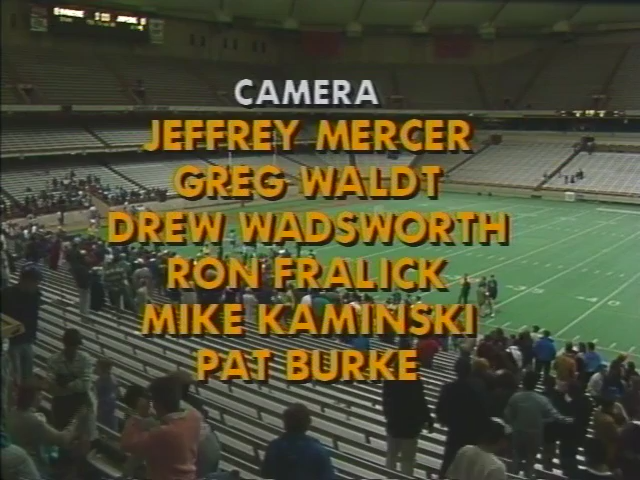 CAMERA
JEFFREY MERCER
GREG WALDT
DREW WADSWORTH
RON FRALICK
MIKE KAMINSKI
PAT BURKE